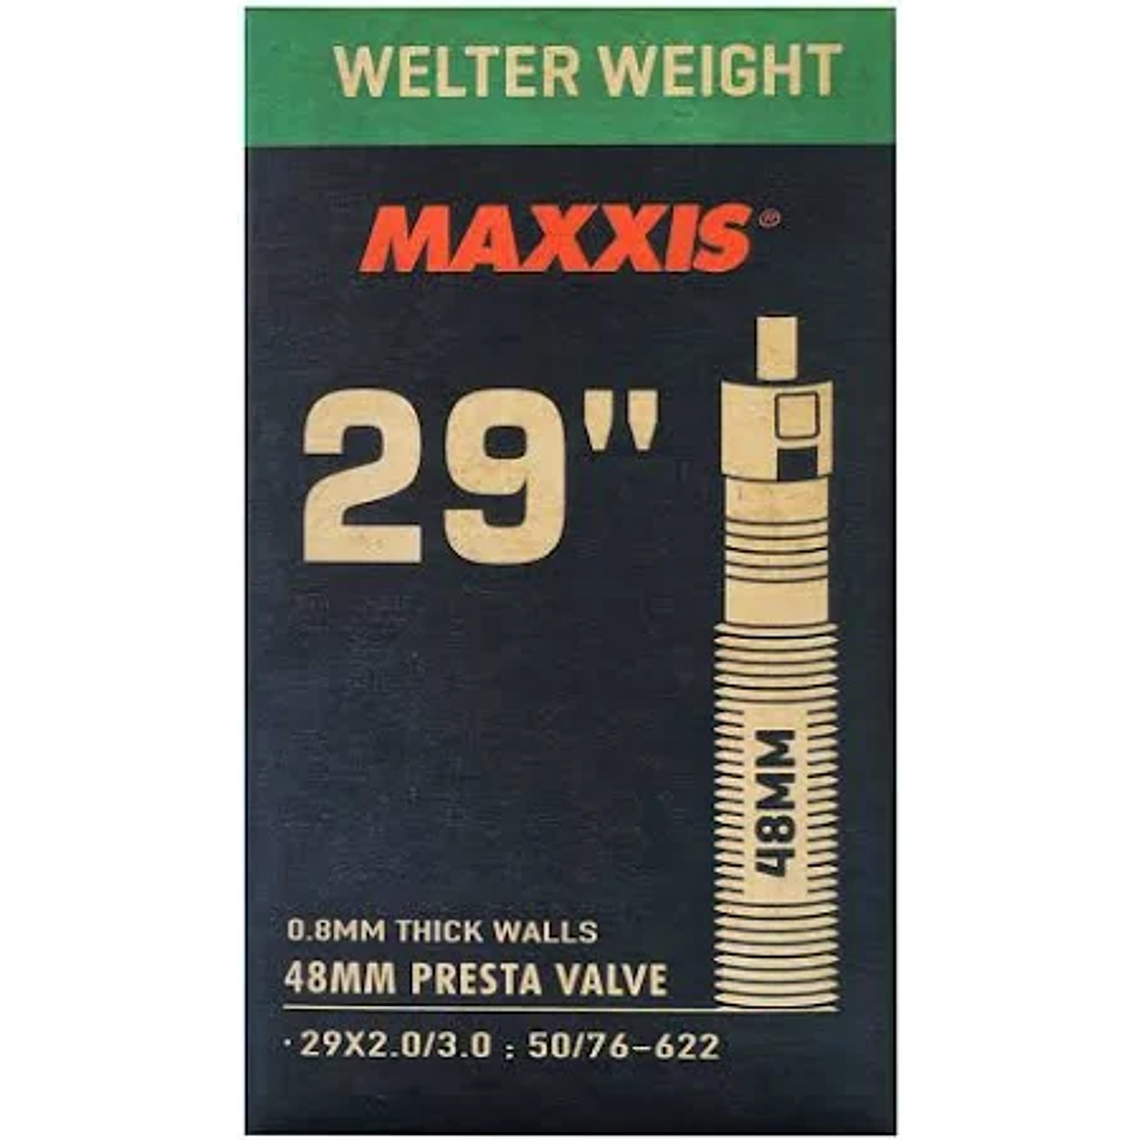 WELTER WEIGHT
MAXXIS®
29"
48MM
0.8MM THICK WALLS
48MM PRESTA VALVE
·29X2.0/3.0 : 50/76-622